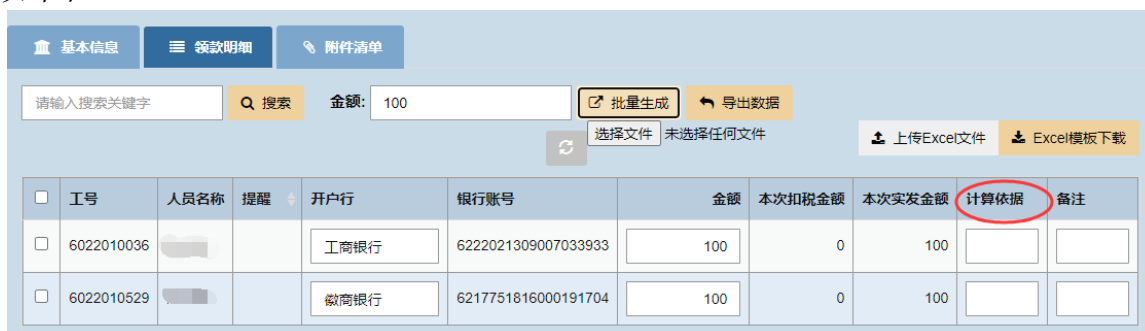 基本信息 领款明细 附件清单
请输入搜索关键字 搜索 金额: 100 批量生成 导出数据
选择文件 未选择任何文件
上传Excel文件 Excel模板下载
工号 人员名称 提醒 开户行 银行账号 金额 本次扣税金额 本次实发金额 计算依据 备注
6022010036 工商银行 6222021309007033933 100 0 100
6022010529 徽商银行 6217751816000191704 100 0 100